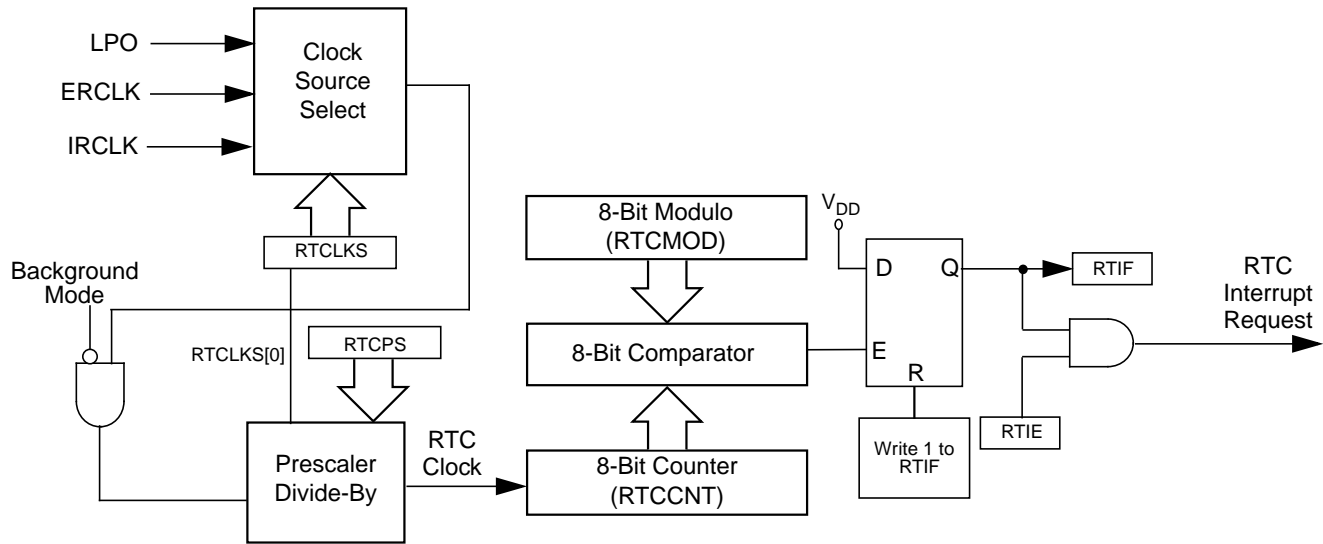 LPO
ERCLK
IRCLK
Clock
Source
Select
RTCLKS
Background
Mode
RTCLKS[0]
RTCPS
Prescaler
Divide-By
RTC
Clock
8-Bit Modulo
(RTCMOD)
8-Bit Comparator
8-Bit Counter
(RTCCNT)
VDD
D
Q
E
R
Write 1 to
RTIF
RTIF
RTIE
RTC
Interrupt
Request